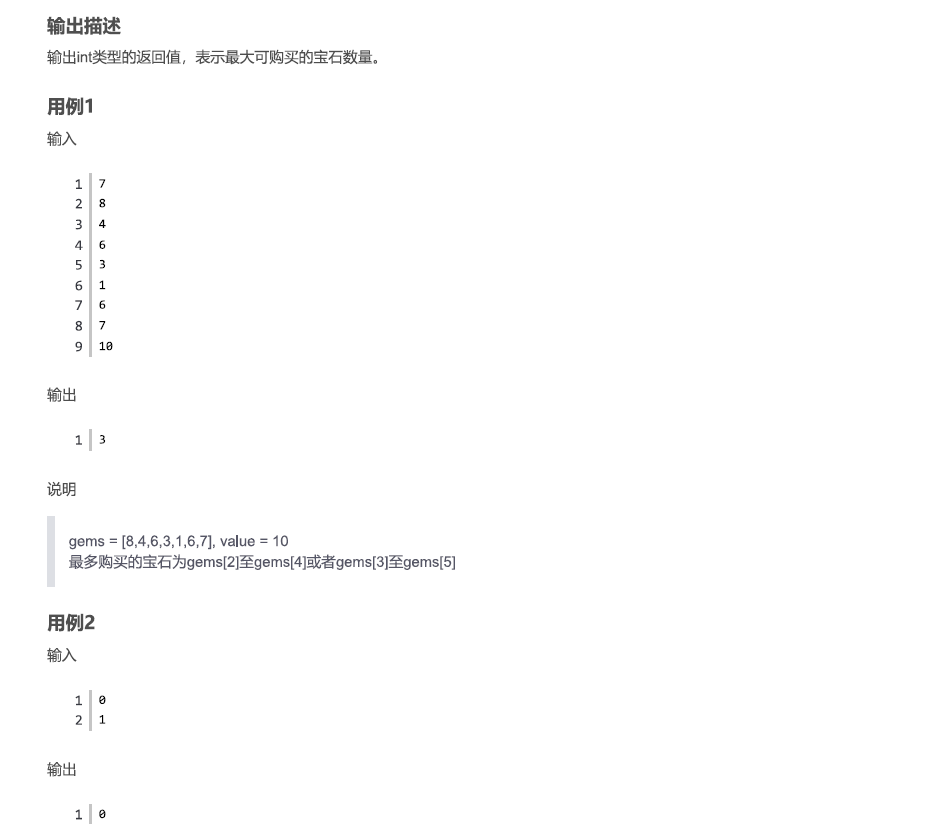 输出描述
输出int类型的返回值，表示最大可购买的宝石数量。
用例1
输入
1 7
2 8
3 4
4 6
5 3
6 1
7 6
8 7
9 10
输出
1 3
说明
gems = [8,4,6,3,1,6,7], value = 10
最多购买的宝石为gems[2]至gems[4]或者gems[3]至gems[5]
用例2
输入
1 0
2 1
输出
1 0